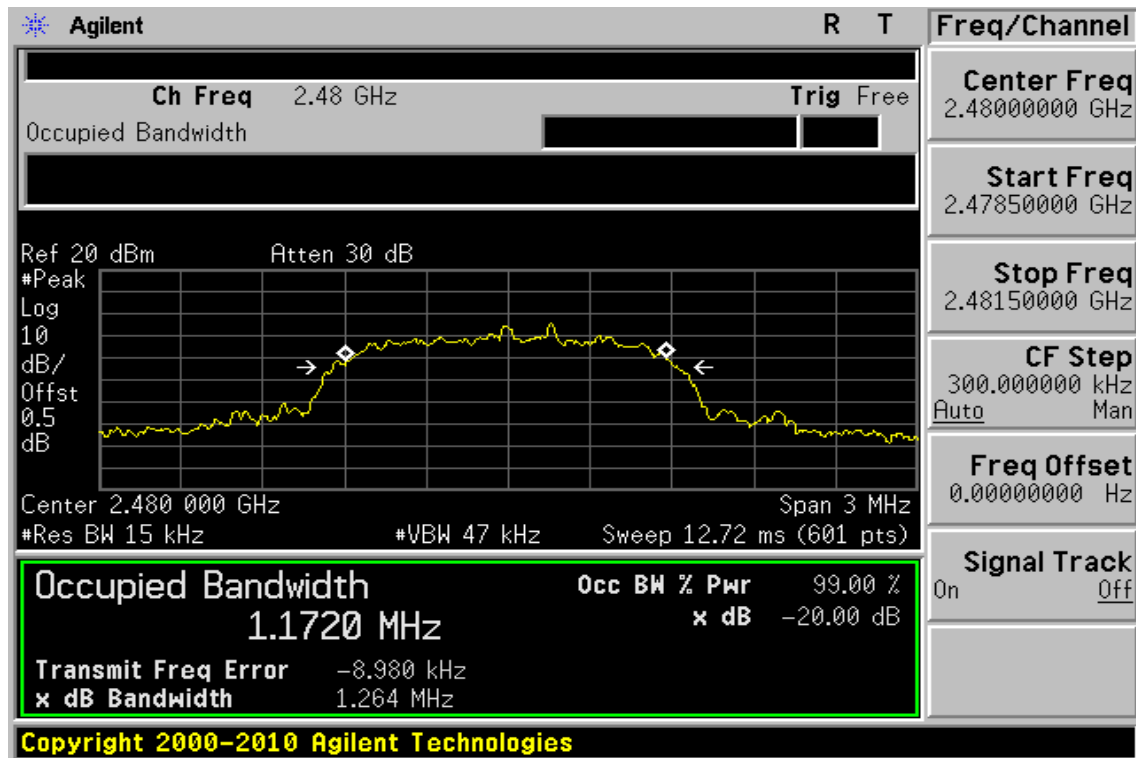 Agilent R T
Ch Freq 2.48 GHz Trig Free
Occupied Bandwidth
Ref 20 dBm Atten 30 dB
#Peak
Log
10
dB/
Offst
0.5
dB
Center 2.480 000 GHz Span 3 MHz
#Res BW 15 kHz #VBW 47 kHz Sweep 12.72 ms (601 pts)
Occupied Bandwidth
1.1720 MHz
Occ BW % Pwr 99.00 %
x dB -20.00 dB
Transmit Freq Error -8.980 kHz
x dB Bandwidth 1.264 MHz
Copyright 2000-2010 Agilent Technologies
Freq/Channel
Center Freq
2.48000000 GHz
Start Freq
2.47850000 GHz
Stop Freq
2.48150000 GHz
CF Step
300.000000 kHz
Auto Man
Freq Offset
0.00000000 Hz
Signal Track
On Off